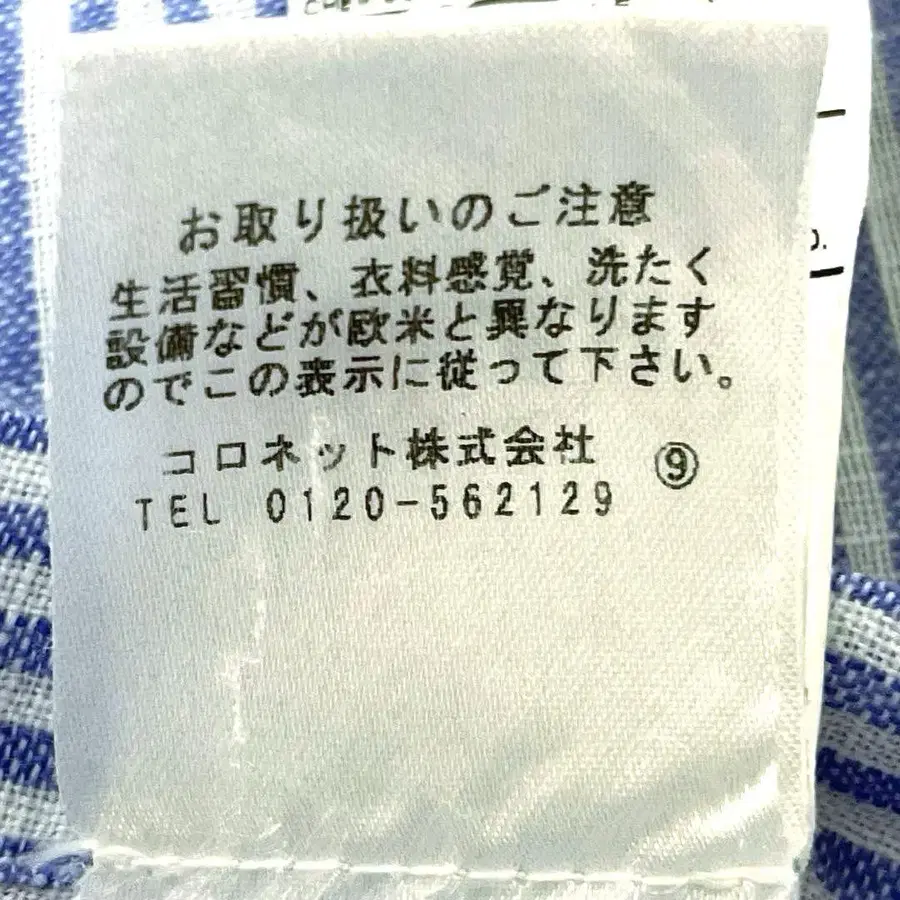 お取り扱いのご注意
生活習慣、衣料感覚、洗たく
設備などが欧米と異なります
のでこの表示に従って下さい。
コロネット株式会社 ⑨
TEL 0120-562129